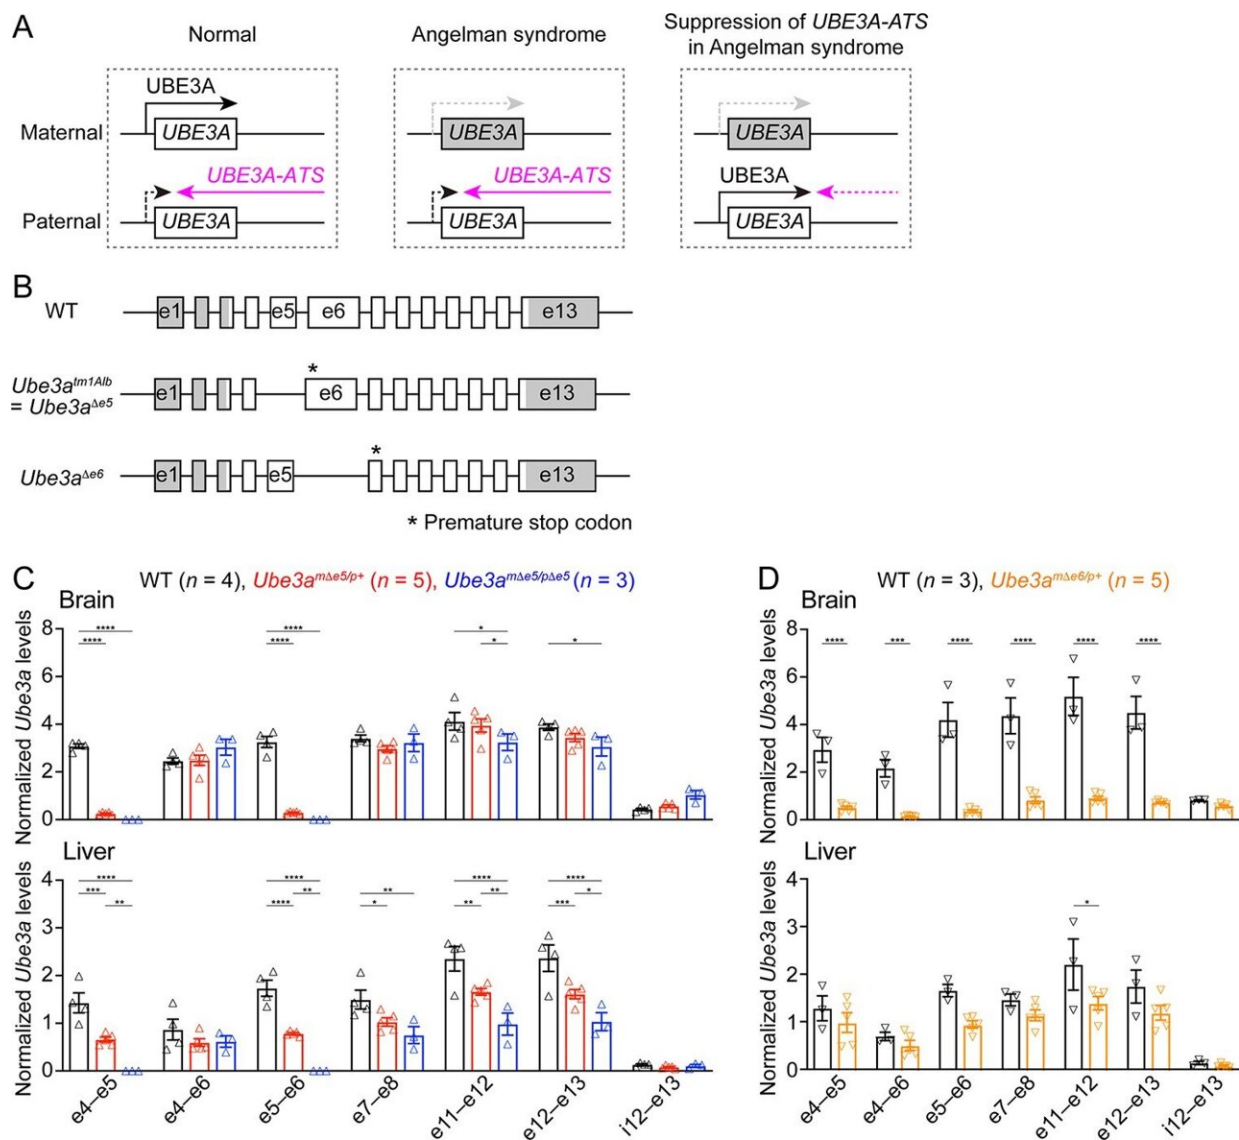 A
Normal
Angelman syndrome
Suppression of UBE3A-ATS
in Angelman syndrome
UBE3A
Maternal
UBE3A
UBE3A
UBE3A
UBE3A-ATS
UBE3A-ATS
UBE3A
Paternal
UBE3A
UBE3A
UBE3A
B
WT
e1
e5
e6
e13
*
Ube3a^tm1Alb
= Ube3a^Δe5
e1
e6
e13
*
Ube3a^Δe6
e1
e5
e13
* Premature stop codon
C
WT (n = 4), Ube3a^mΔe5/p+ (n = 5), Ube3a^mΔe5/pΔe5 (n = 3)
Brain
Normalized Ube3a levels
8
6
4
2
0
****
****
****
****
*
*
*
Liver
Normalized Ube3a levels
4
3
2
1
0
****
***
**
****
**
****
**
*
****
**
**
****
*
***
e4–e5
e4–e6
e5–e6
e7–e8
e11–e12
e12–e13
i12–e13
D
WT (n = 3), Ube3a^mΔe6/p+ (n = 5)
Brain
Normalized Ube3a levels
8
6
4
2
0
****
***
****
****
****
****
Liver
Normalized Ube3a levels
4
3
2
1
0
*
e4–e5
e4–e6
e5–e6
e7–e8
e11–e12
e12–e13
i12–e13